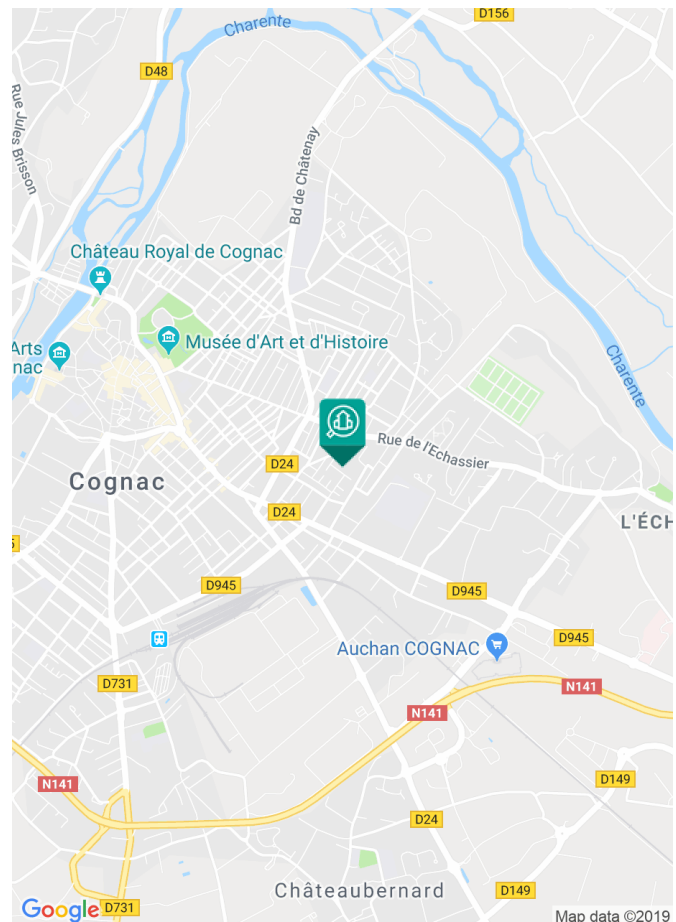 D156
Charente
D48
Rue Jules Brisson
Bd de Châtenay
Château Royal de Cognac
Arts
nac
Musée d'Art et d'Histoire
Charente
Rue de l'Echassier
D24
Cognac
D24
L'ÉCH
D945
D945
D945
Auchan COGNAC
D731
N141
N141
N141
D149
D24
Châteaubernard
D149
D731
Google
Map data ©2019